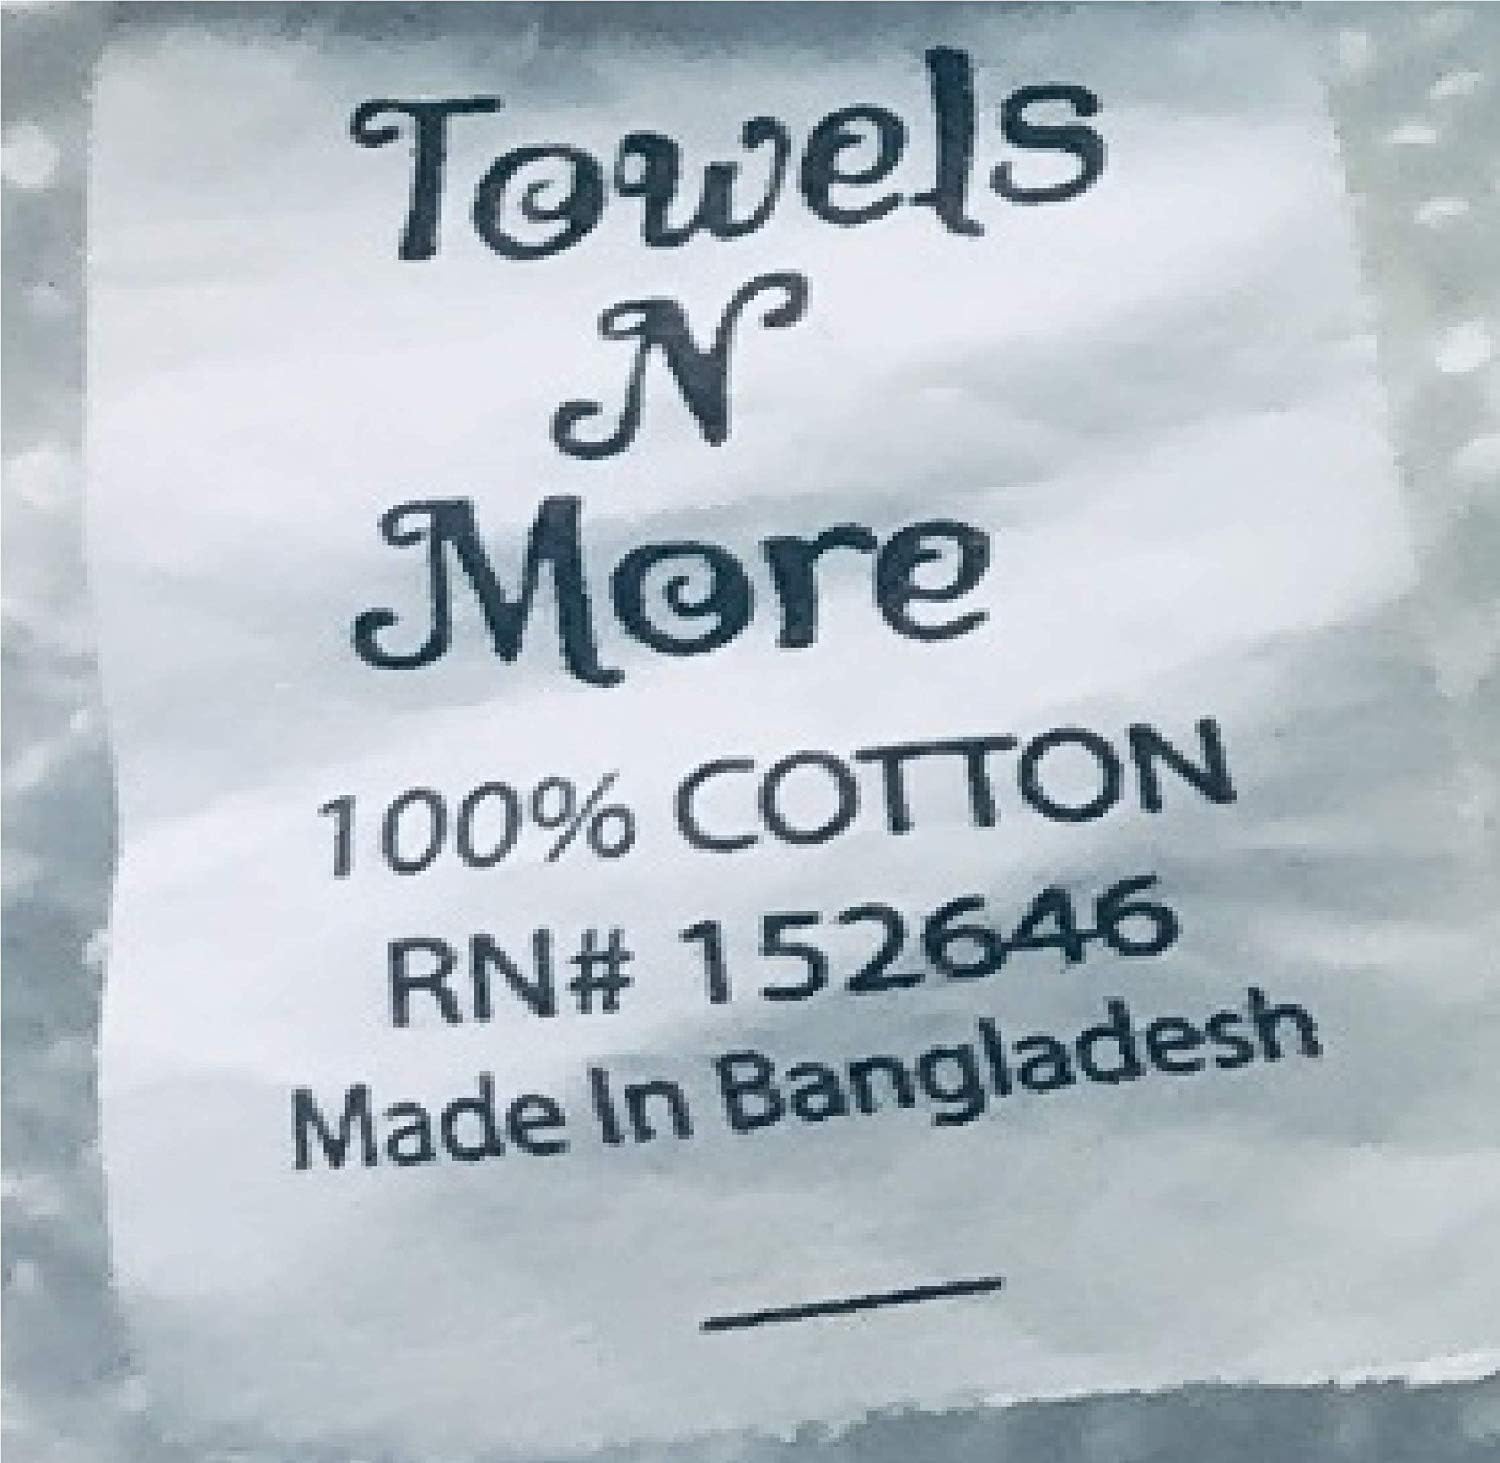 Towels
N
More
100% COTTON
RN# 152646
Made In Bangladesh